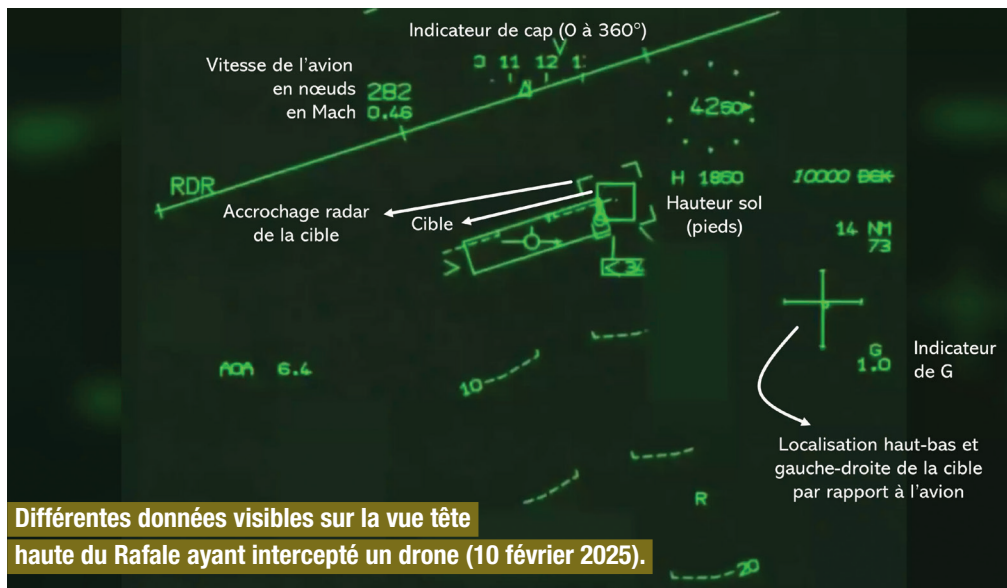 Indicateur de cap (0 à 360°)
11 12
Vitesse de l'avion
en nœuds
en Mach
282
0.46
4260
RDR
H 1860
Hauteur sol
(pieds)
10000
14 NM
73
Accrochage radar
de la cible
Cible
AOA 6.4
10
G
1.0
Indicateur
de G
Localisation haut-bas et
gauche-droite de la cible
par rapport à l'avion
R
20
Différentes données visibles sur la vue tête
haute du Rafale ayant intercepté un drone (10 février 2025).